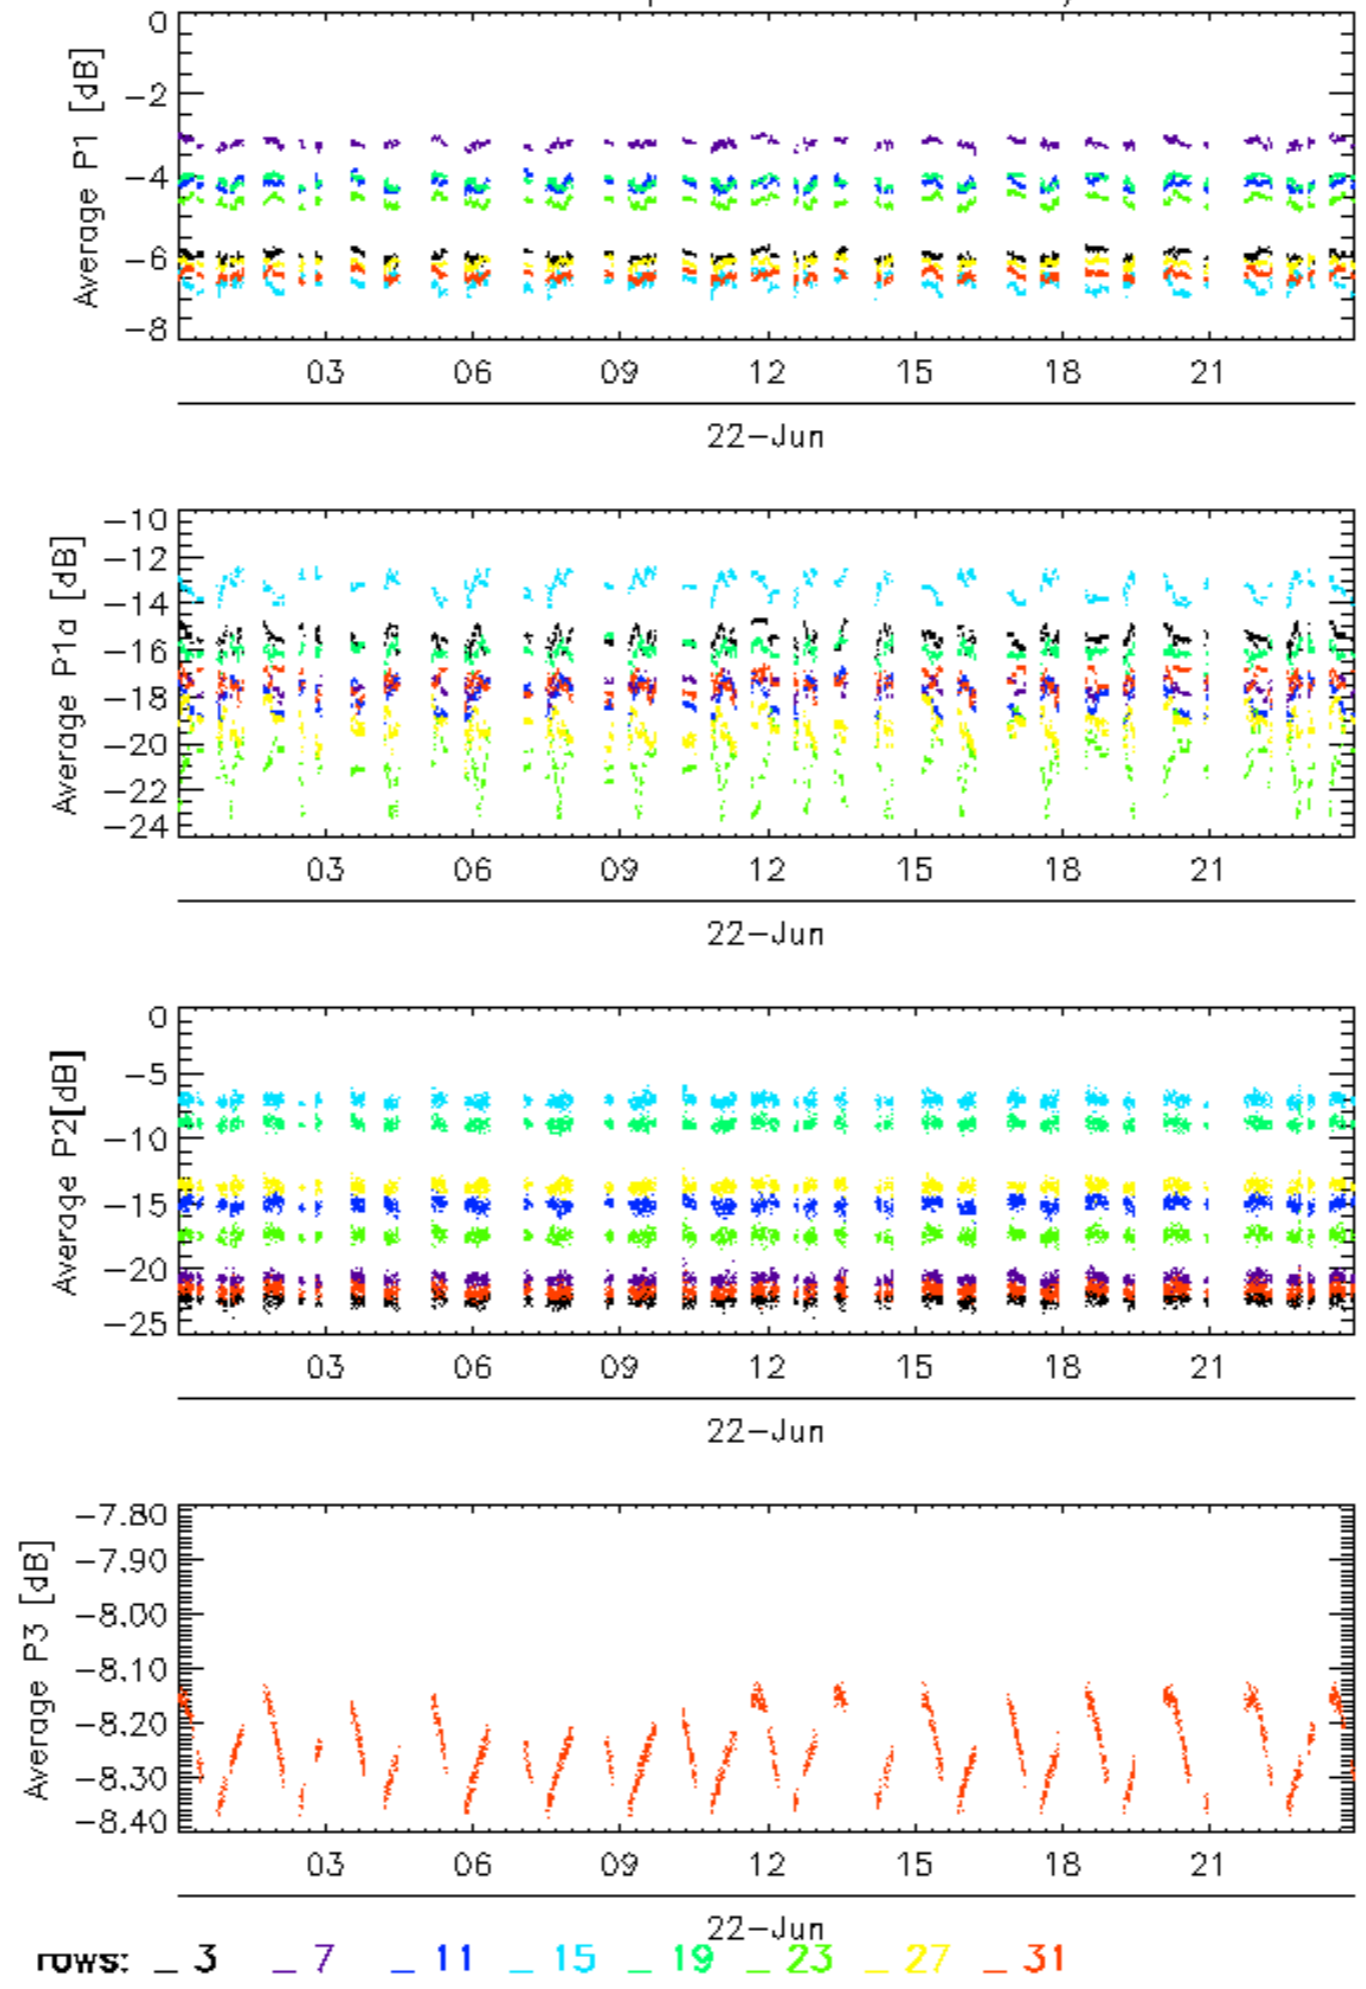 Average P1 [dB]
0
-2
-4
-6
-8
03 06 09 12 15 18 21
22-Jun
Average P1a [dB]
-10
-12
-14
-16
-18
-20
-22
-24
03 06 09 12 15 18 21
22-Jun
Average P2[dB]
0
-5
-10
-15
-20
-25
03 06 09 12 15 18 21
22-Jun
Average P3 [dB]
-7.80
-7.90
-8.00
-8.10
-8.20
-8.30
-8.40
03 06 09 12 15 18 21
22-Jun
rows: _ 3 _ 7 _ 11 _ 15 _ 19 _ 23 _ 27 _ 31